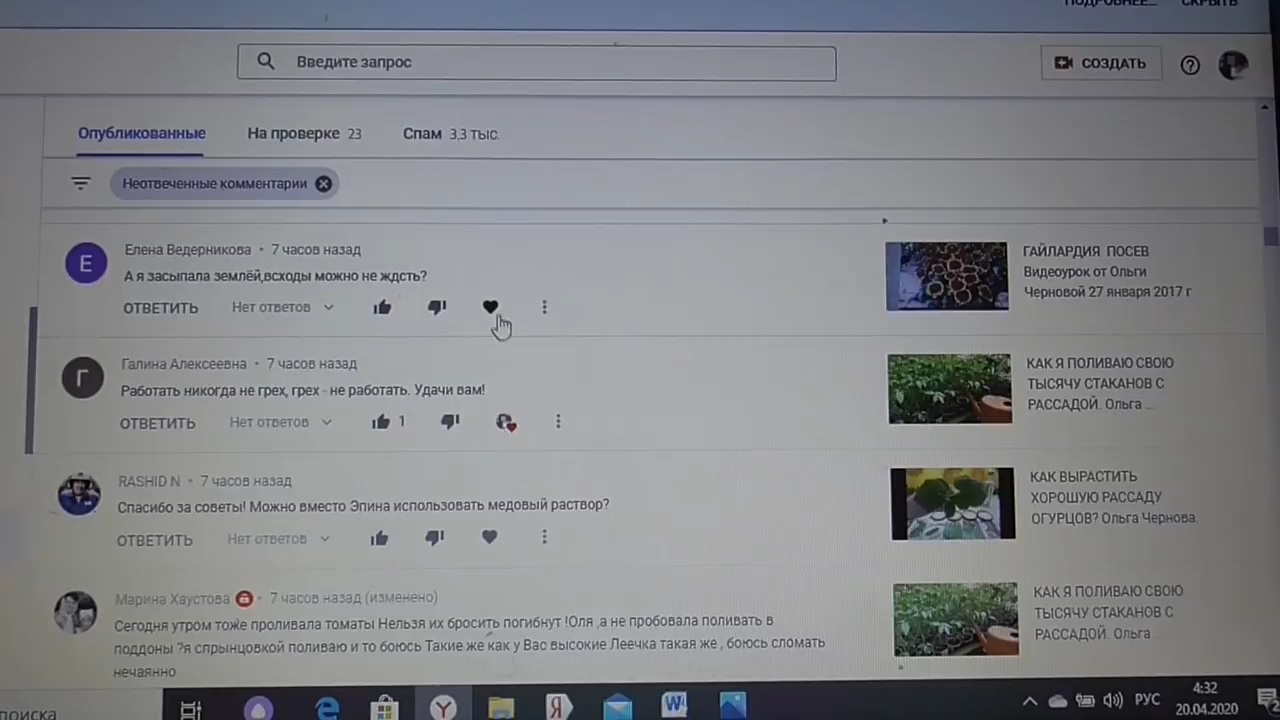 ПОДРОБНЕЕ... СКРЫТЬ
Введите запрос
СОЗДАТЬ
Опубликованные На проверке 23 Спам 3,3 тыс.
Неотвеченные комментарии
Елена Ведерникова • 7 часов назад
А я засыпала землёй,всходы можно не ждсть?
ОТВЕТИТЬ Нет ответов
ГАЙЛАРДИЯ ПОСЕВ
Видеоурок от Ольги
Черновой 27 января 2017 г
Галина Алексеевна • 7 часов назад
Работать никогда не грех, грех - не работать. Удачи вам!
ОТВЕТИТЬ Нет ответов 1
КАК Я ПОЛИВАЮ СВОЮ
ТЫСЯЧУ СТАКАНОВ С
РАССАДОЙ. Ольга ...
RASHID N • 7 часов назад
Спасибо за советы! Можно вместо Эпина использовать медовый раствор?
ОТВЕТИТЬ Нет ответов
КАК ВЫРАСТИТЬ
ХОРОШУЮ РАССАДУ
ОГУРЦОВ? Ольга Чернова.
Марина Хаустова • 7 часов назад (изменено)
Сегодня утром тоже проливала томаты Нельзя их бросить погибнут !Оля ,а не пробовала поливать в
поддоны ?я спрынцовкой поливаю и то боюсь Такие же как у Вас высокие Леечка такая же , боюсь сломать
нечаянно
КАК Я ПОЛИВАЮ СВОЮ
ТЫСЯЧУ СТАКАНОВ С
РАССАДОЙ. Ольга ...
поиска
РУС
4:32
20.04.2020